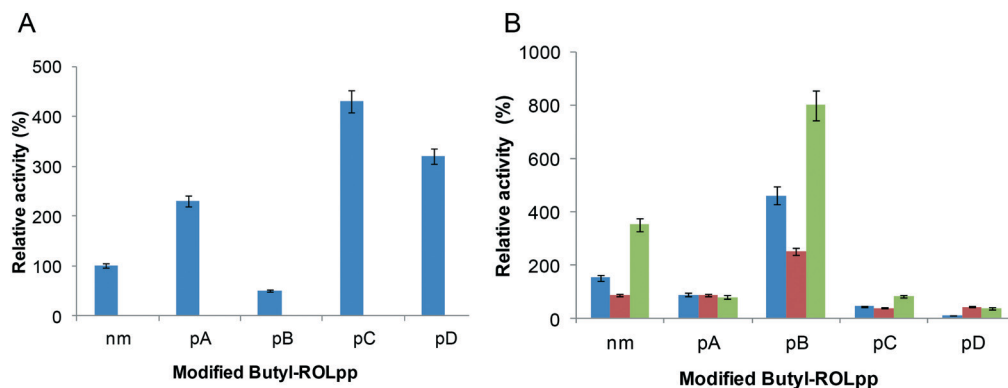 A
Relative activity (%)
500
400
300
200
100
0
nm pA pB pC pD
Modified Butyl-ROLpp
B
Relative activity (%)
1000
800
600
400
200
0
nm pA pB pC pD
Modified Butyl-ROLpp